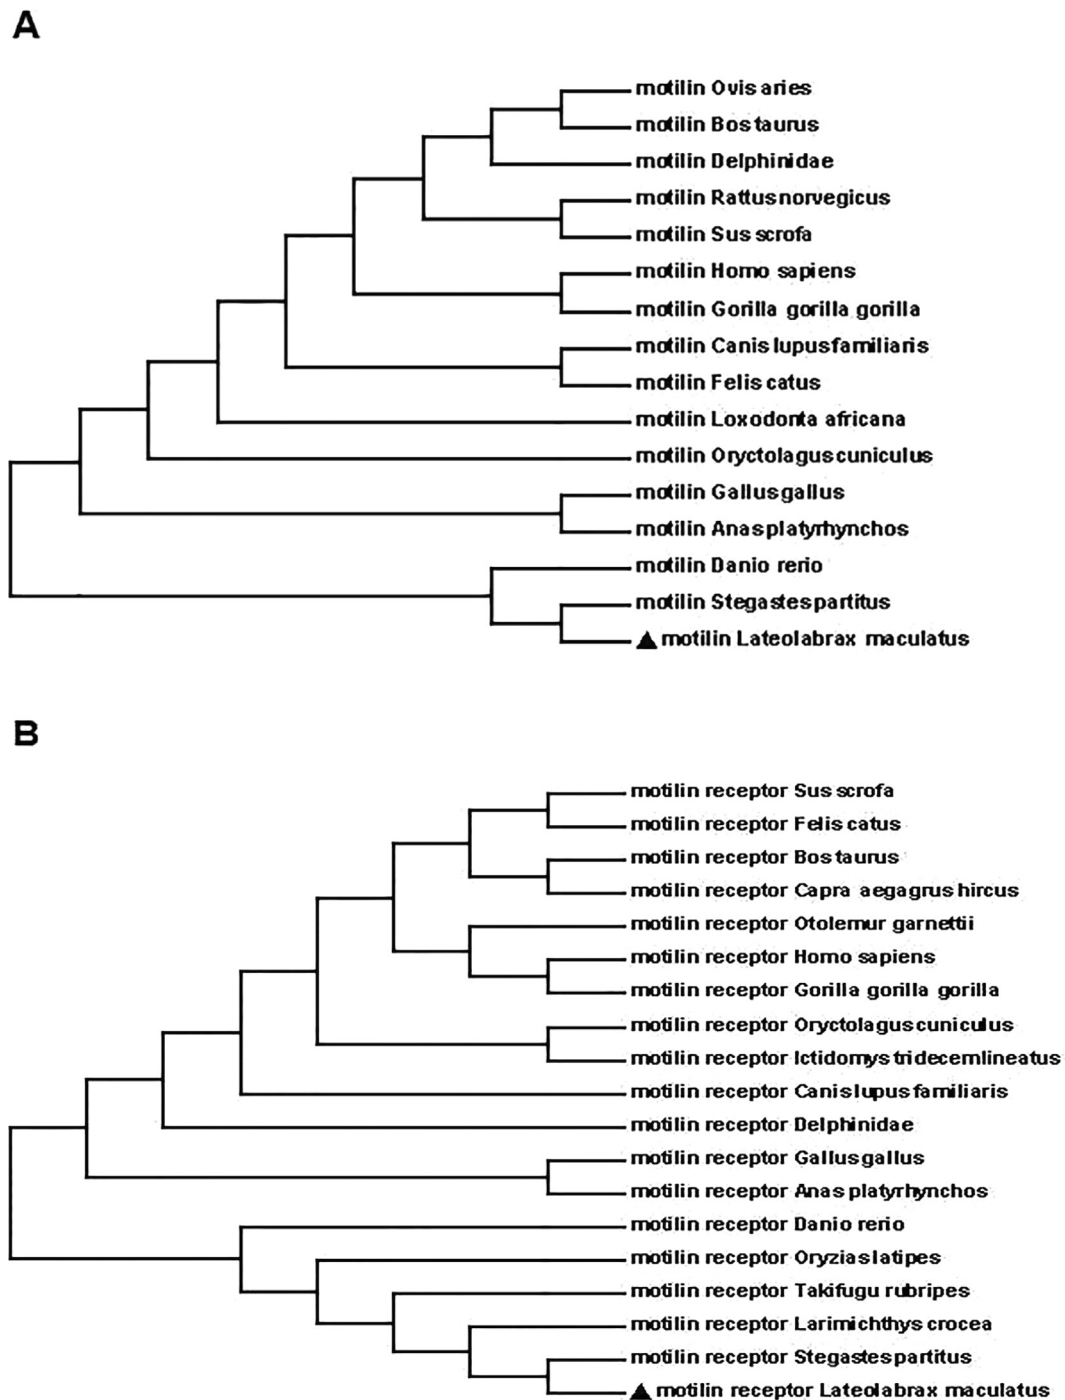 A
motilin Ovis aries
motilin Bos taurus
motilin Delphinidae
motilin Rattus norvegicus
motilin Sus scrofa
motilin Homo sapiens
motilin Gorilla gorilla gorilla
motilin Canis lupus familiaris
motilin Felis catus
motilin Loxodonta africana
motilin Oryctolagus cuniculus
motilin Gallus gallus
motilin Anas platyrhynchos
motilin Danio rerio
motilin Stegastes partitus
▲ motilin Lateolabrax maculatus
B
motilin receptor Sus scrofa
motilin receptor Felis catus
motilin receptor Bos taurus
motilin receptor Capra aegagrus hircus
motilin receptor Otolemur garnettii
motilin receptor Homo sapiens
motilin receptor Gorilla gorilla gorilla
motilin receptor Oryctolagus cuniculus
motilin receptor Ictidomys tridecemlineatus
motilin receptor Canis lupus familiaris
motilin receptor Delphinidae
motilin receptor Gallus gallus
motilin receptor Anas platyrhynchos
motilin receptor Danio rerio
motilin receptor Oryzias latipes
motilin receptor Takifugu rubripes
motilin receptor Larimichthys crocea
motilin receptor Stegastes partitus
▲ motilin receptor Lateolabrax maculatus